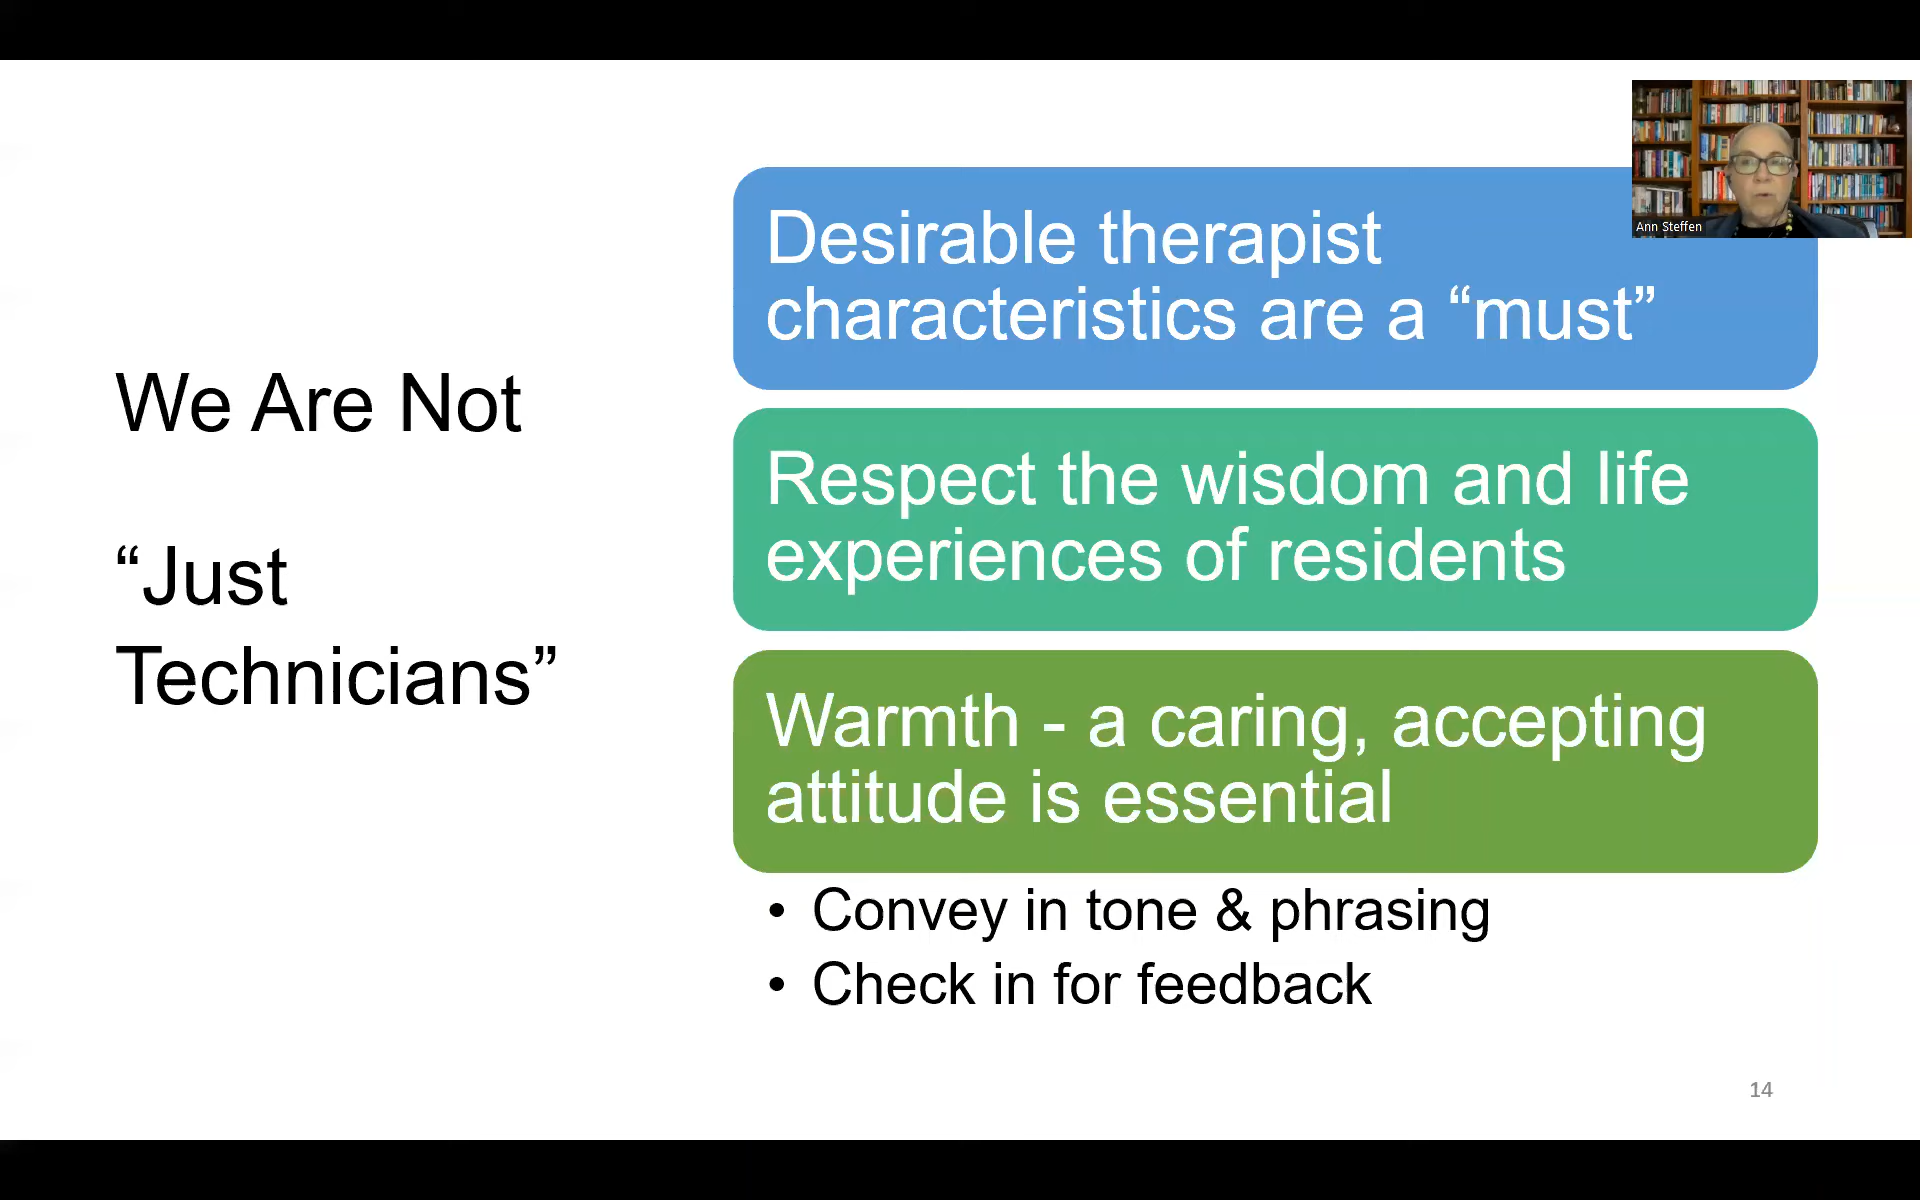 We Are Not
“Just
Technicians”
Desirable therapist
characteristics are a “must”
Respect the wisdom and life
experiences of residents
Warmth - a caring, accepting
attitude is essential
• Convey in tone & phrasing
• Check in for feedback
Ann Steffen
14